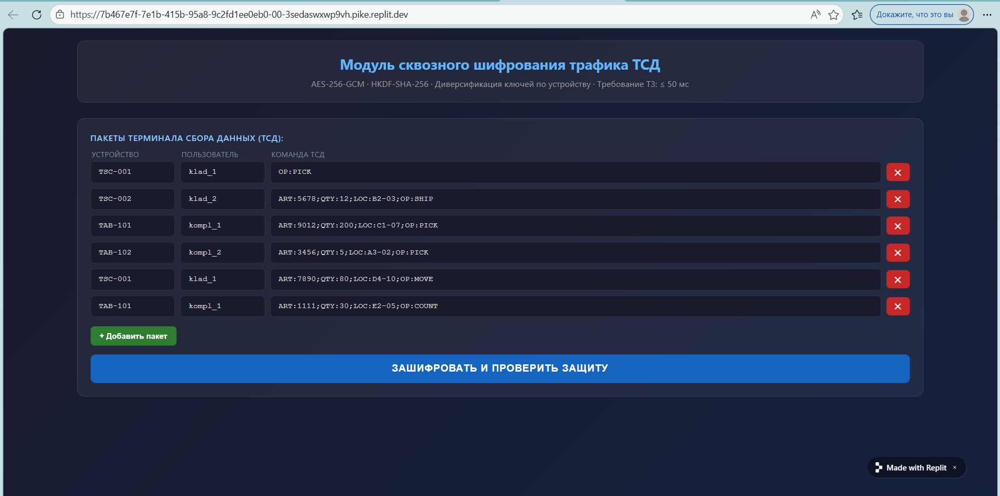 https://7b467e7f-7e1b-415b-95a8-9c2fd1ee0eb0-00-3sedaswxwp9vh.pike.replit.dev
Докажите, что это вы
Модуль сквозного шифрования трафика ТСД
AES-256-GCM · HKDF-SHA-256 · Диверсификация ключей по устройству · Требование ТЗ: ≤ 50 мс
ПАКЕТЫ ТЕРМИНАЛА СБОРА ДАННЫХ (ТСД):
УСТРОЙСТВО ПОЛЬЗОВАТЕЛЬ КОМАНДА ТСД
TSC-001 klad_1 OP:PICK
TSC-002 klad_2 ART:5678;QTY:12;LOC:B2-03;OP:SHIP
TAB-101 kompl_1 ART:9012;QTY:200;LOC:C1-07;OP:PICK
TAB-102 kompl_2 ART:3456;QTY:5;LOC:A3-02;OP:PICK
TSC-001 klad_1 ART:7890;QTY:80;LOC:D4-10;OP:MOVE
TAB-101 kompl_1 ART:1111;QTY:30;LOC:E2-05;OP:COUNT
+ Добавить пакет
ЗАШИФРОВАТЬ И ПРОВЕРИТЬ ЗАЩИТУ
Made with Replit ×